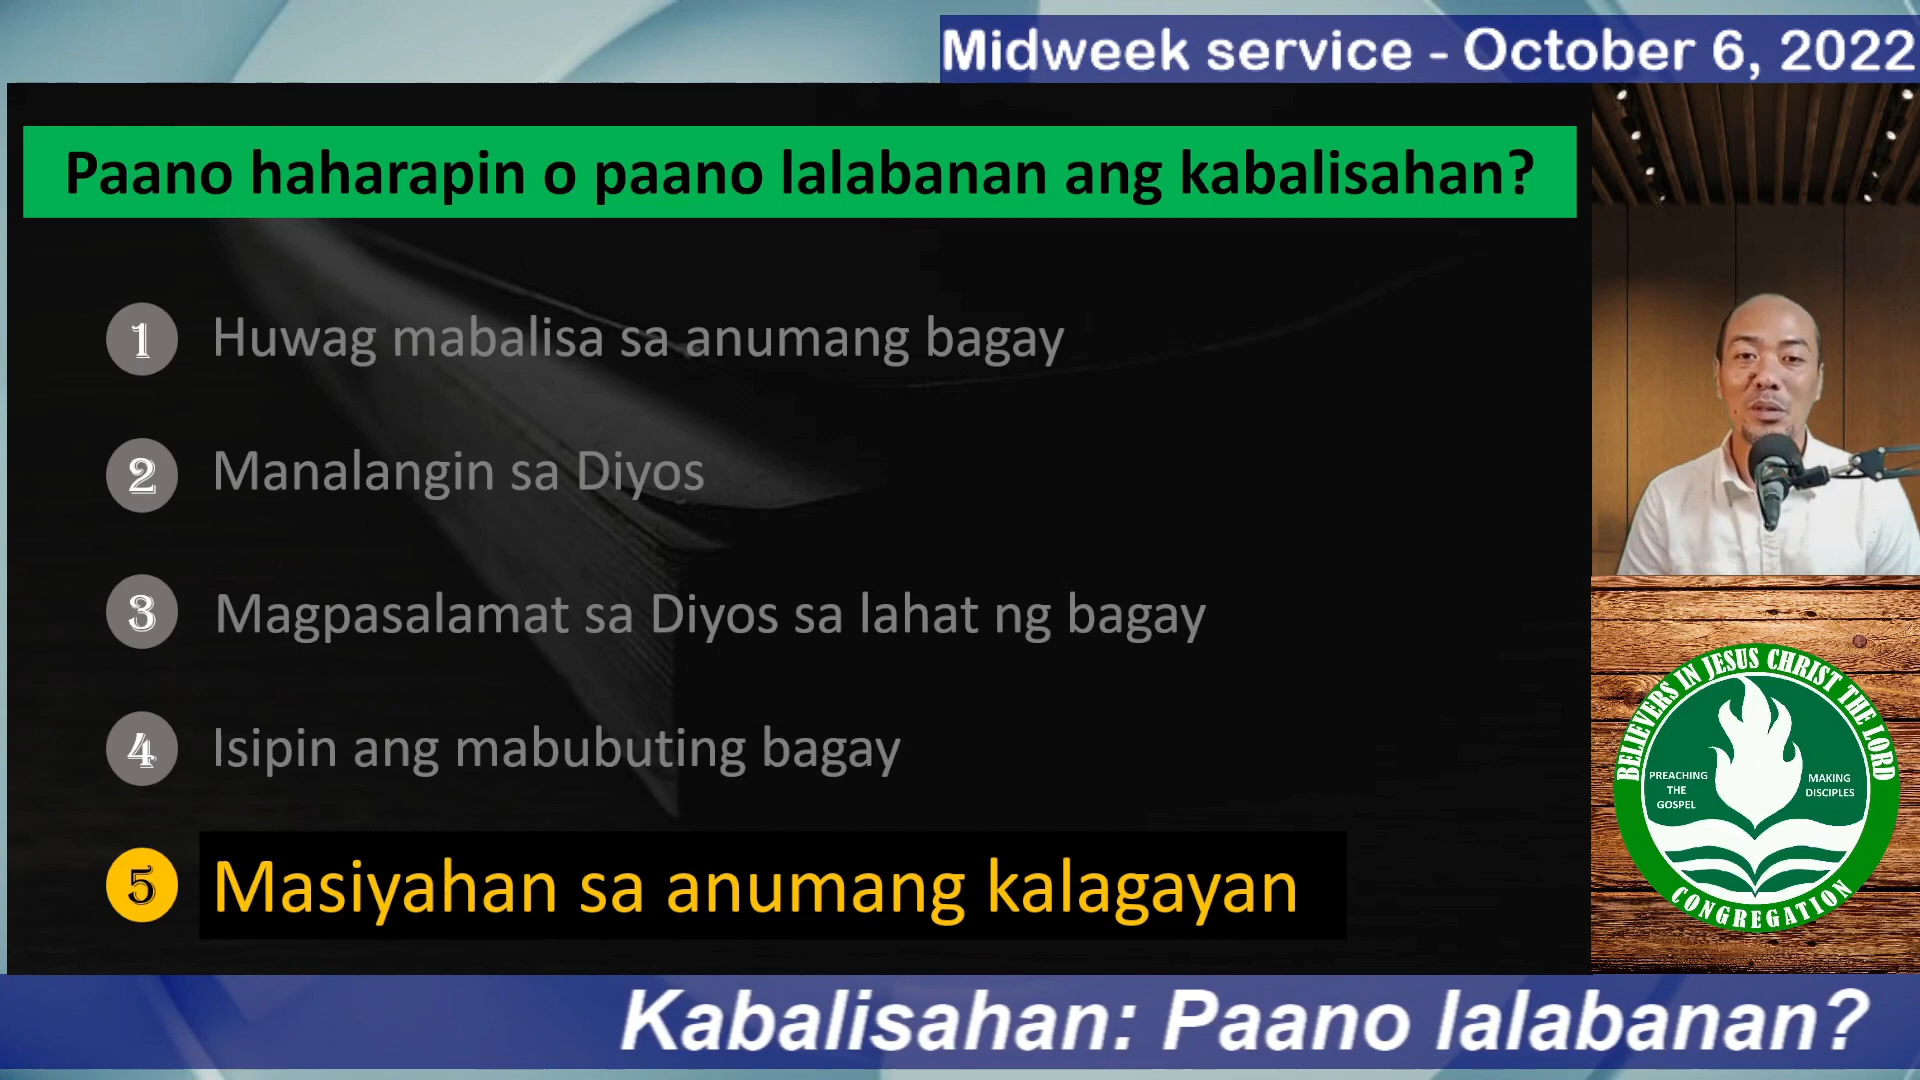 Midweek service - October 6, 2022
Paano haharapin o paano lalabanan ang kabalisahan?
1 Huwag mabalisa sa anumang bagay
2 Manalangin sa Diyos
3 Magpasalamat sa Diyos sa lahat ng bagay
4 Isipin ang mabubuting bagay
5 Masiyahan sa anumang kalagayan
BELIEVERS IN JESUS CHRIST THE LORD
PREACHING
THE
GOSPEL
MAKING
DISCIPLES
CONGREGATION
Kabalisahan: Paano lalabanan?